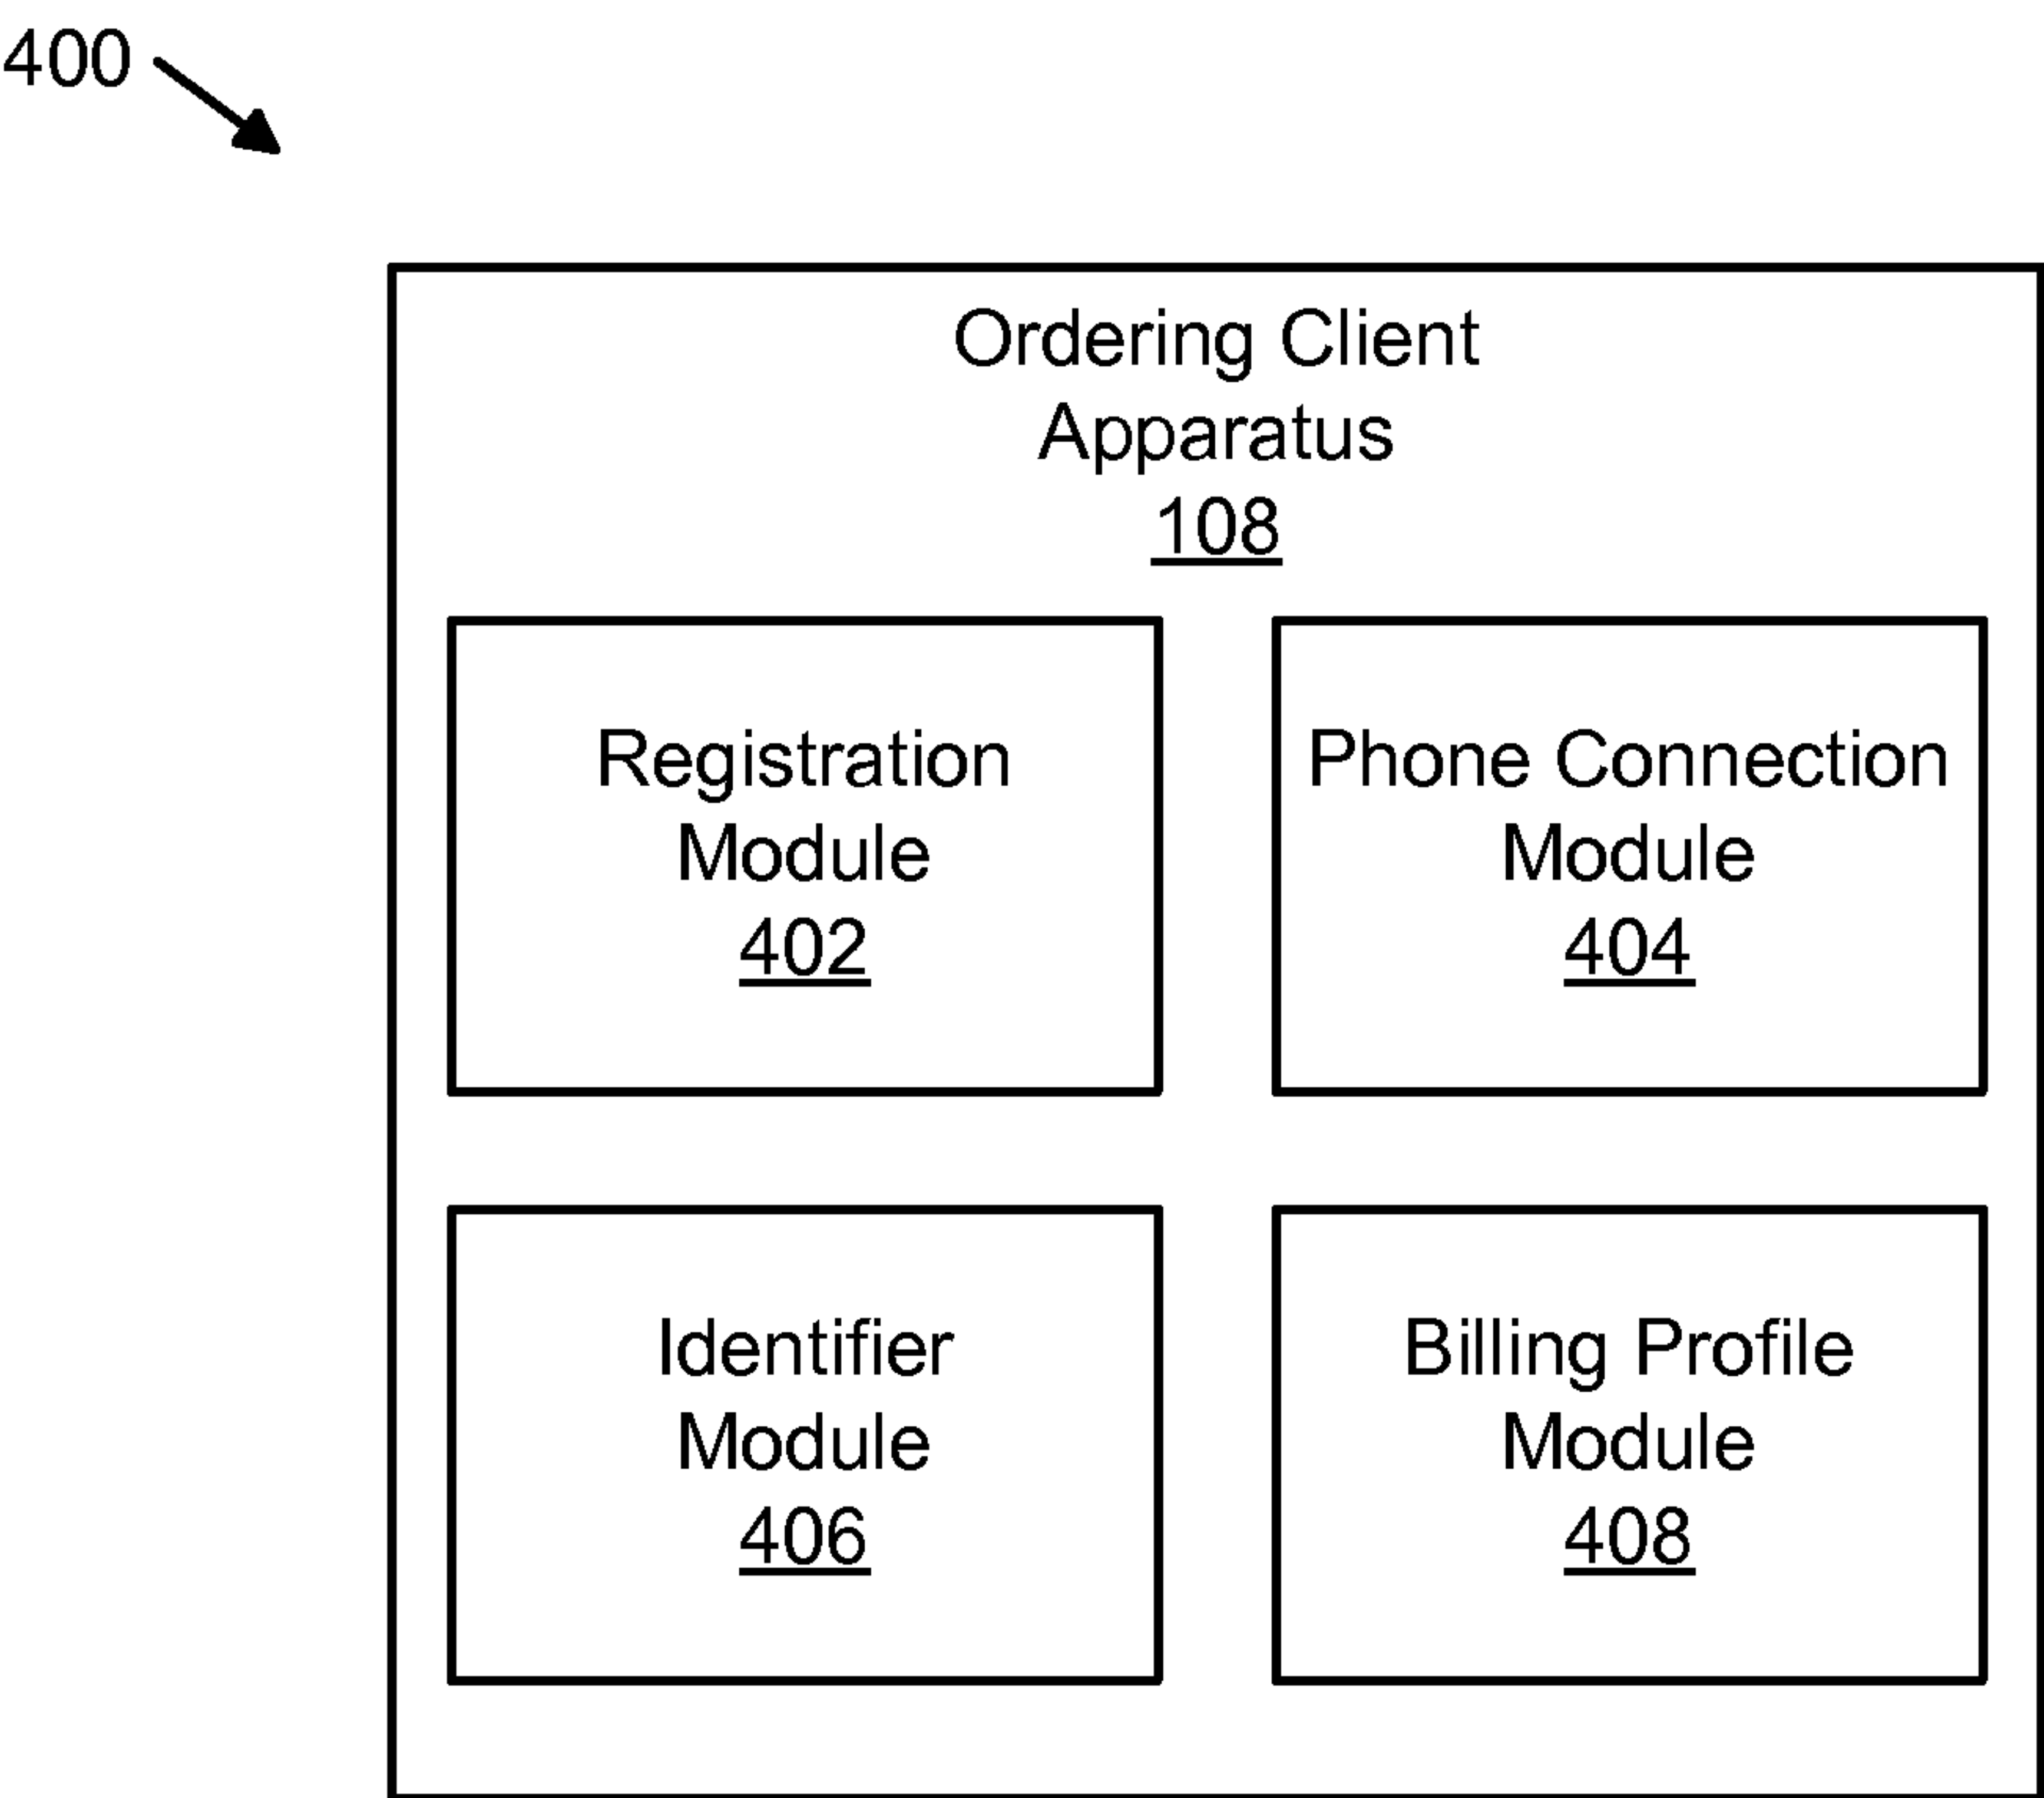 400
Ordering Client
Apparatus
108
Registration
Module
402
Phone Connection
Module
404
Identifier
Module
406
Billing Profile
Module
408